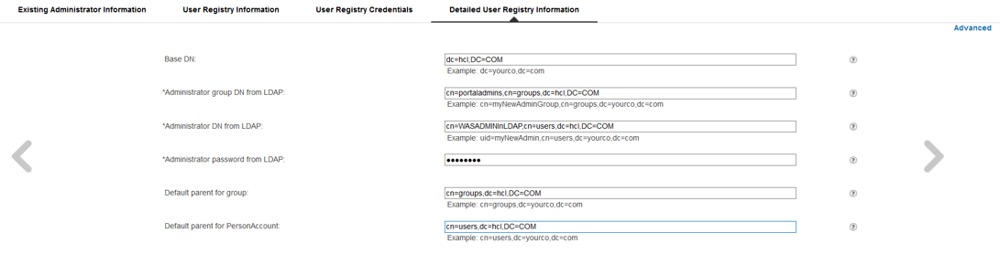 Existing Administrator Information User Registry Information User Registry Credentials Detailed User Registry Information
Advanced
Base DN: dc=hcl,DC=COM
Example: dc=yourco,dc=com
*Administrator group DN from LDAP: cn=portaladmins,cn=groups,dc=hcl,DC=COM
Example: cn=myNewAdminGroup,cn=groups,dc=yourco,dc=com
*Administrator DN from LDAP: cn=WASADMINInLDAP,cn=users,dc=hcl,DC=COM
Example: uid=myNewAdmin,cn=users,dc=yourco,dc=com
*Administrator password from LDAP: ••••••••
Default parent for group: cn=groups,dc=hcl,DC=COM
Example: cn=groups,dc=yourco,dc=com
Default parent for PersonAccount: cn=users,dc=hcl,DC=COM
Example: cn=users,dc=yourco,dc=com